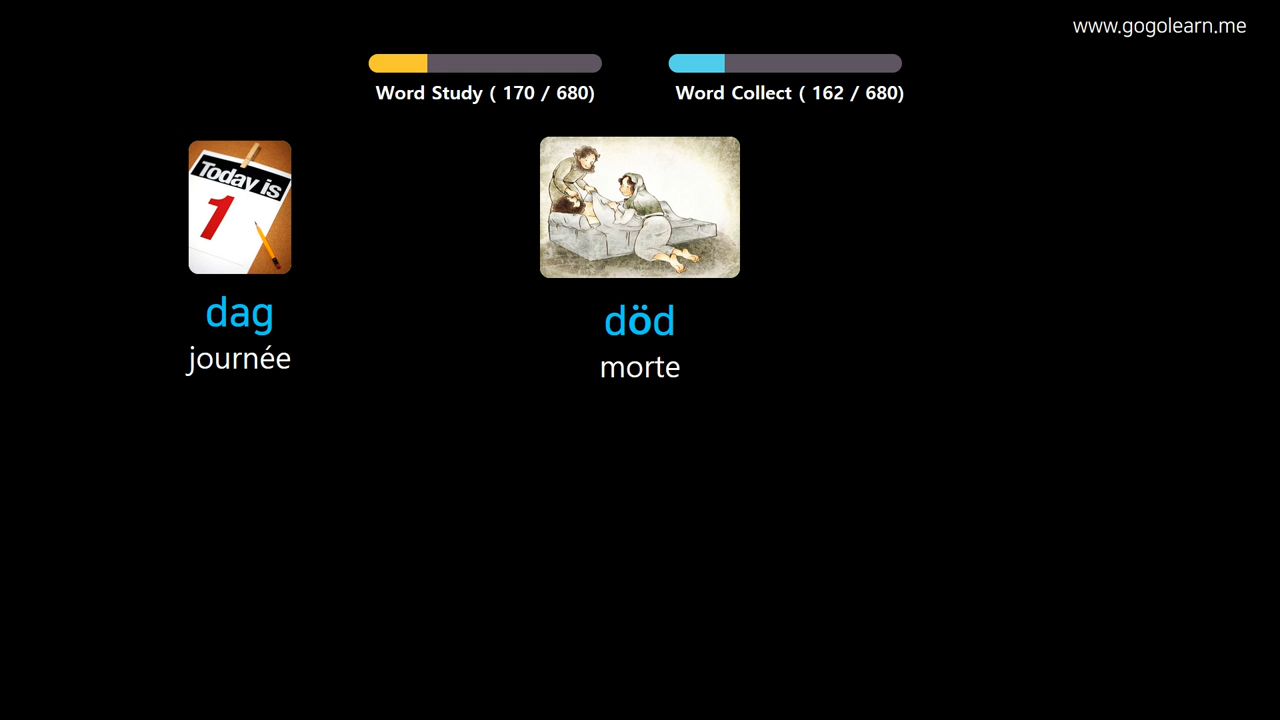 www.gogolearn.me
Word Study ( 170 / 680)
Word Collect ( 162 / 680)
Today is
1
dag
journée
död
morte